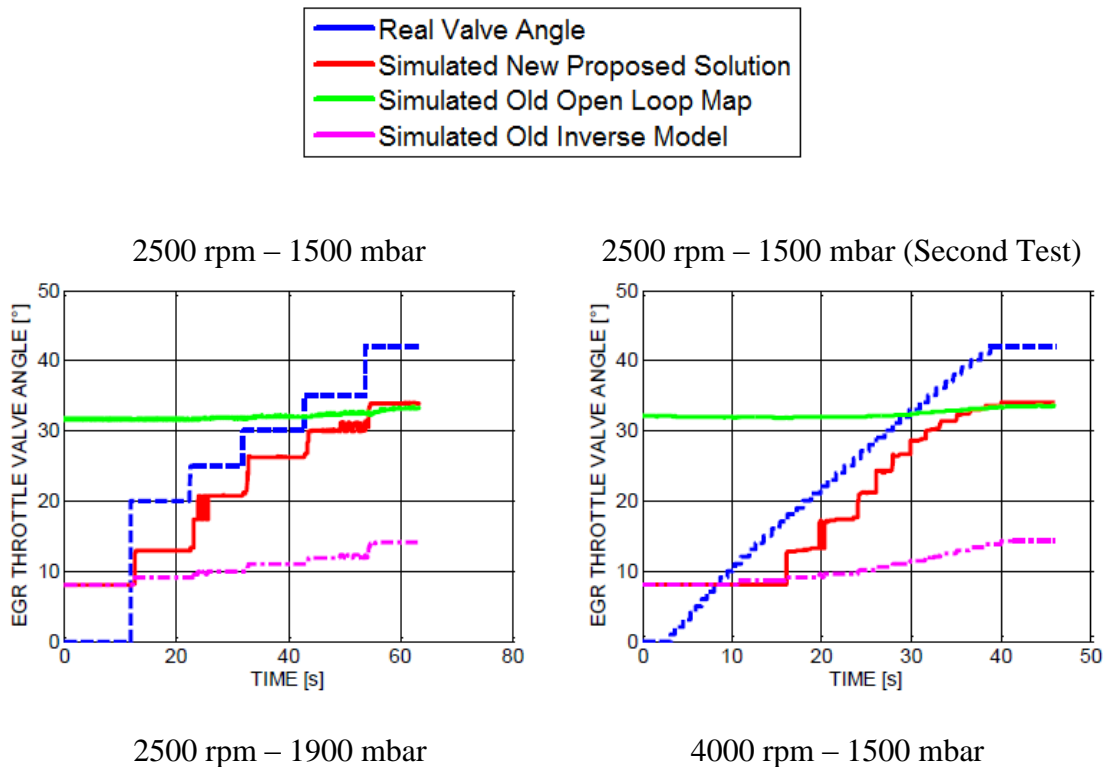 Real Valve Angle
Simulated New Proposed Solution
Simulated Old Open Loop Map
Simulated Old Inverse Model
2500 rpm – 1500 mbar
2500 rpm – 1500 mbar (Second Test)
50
40
30
20
10
0
EGR THROTTLE VALVE ANGLE [°]
0 20 40 60 80
TIME [s]
50
40
30
20
10
0
EGR THROTTLE VALVE ANGLE [°]
0 10 20 30 40 50
TIME [s]
2500 rpm – 1900 mbar
4000 rpm – 1500 mbar